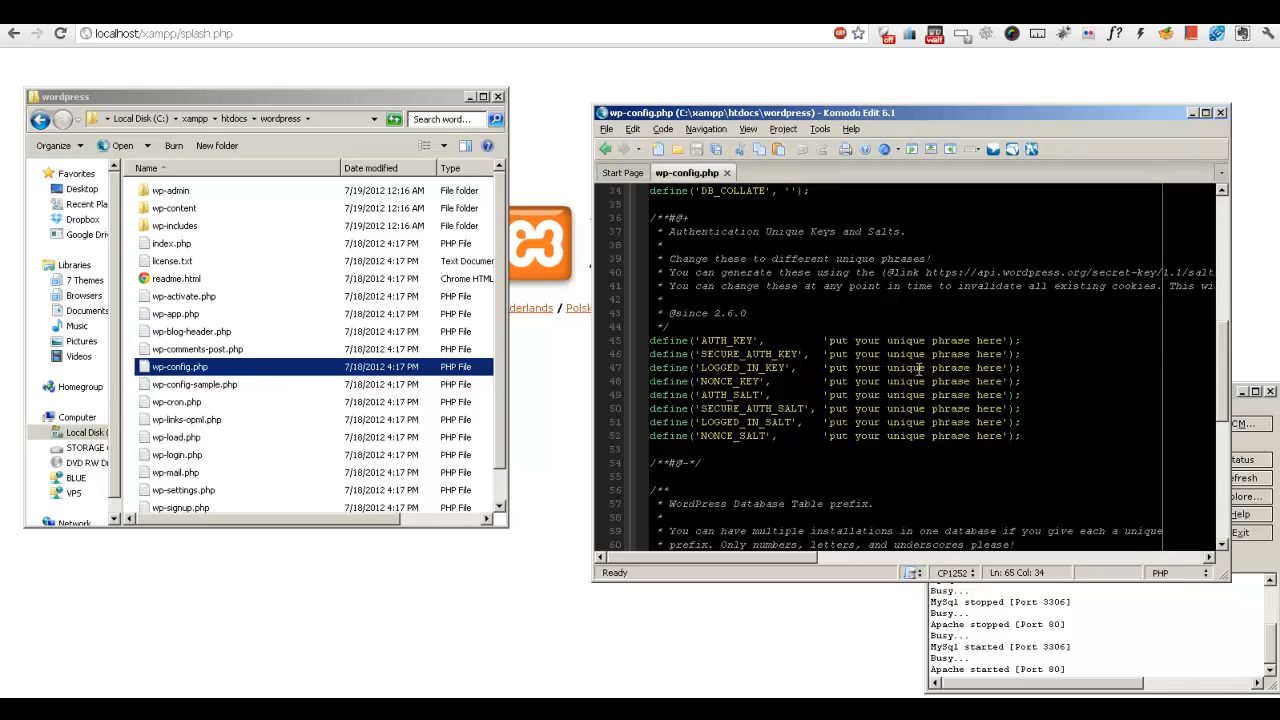 localhost/xampp/splash.php
off
wait
f?
wordpress
Local Disk (C:) xampp htdocs wordpress
Search word...
Organize Open Burn New folder
Name Date modified Type
Favorites
Desktop
Recent Pla
Dropbox
Google Driv
Libraries
7 Themes
Browsers
Documents
Music
Pictures
Videos
Homegroup
Computer
Local Disk (
STORAGE
DVD RW Dr
BLUE
VPS
Network
wp-admin 7/19/2012 12:16 AM File folder
wp-content 7/19/2012 12:16 AM File folder
wp-includes 7/19/2012 12:16 AM File folder
index.php 7/18/2012 4:17 PM PHP File
license.txt 7/18/2012 4:17 PM Text Documen
readme.html 7/18/2012 4:17 PM Chrome HTML
wp-activate.php 7/18/2012 4:17 PM PHP File
wp-app.php 7/18/2012 4:17 PM PHP File
wp-blog-header.php 7/18/2012 4:17 PM PHP File
wp-comments-post.php 7/18/2012 4:17 PM PHP File
wp-config.php 7/18/2012 4:17 PM PHP File
wp-config-sample.php 7/18/2012 4:17 PM PHP File
wp-cron.php 7/18/2012 4:17 PM PHP File
wp-links-opml.php 7/18/2012 4:17 PM PHP File
wp-load.php 7/18/2012 4:17 PM PHP File
wp-login.php 7/18/2012 4:17 PM PHP File
wp-mail.php 7/18/2012 4:17 PM PHP File
wp-settings.php 7/18/2012 4:17 PM PHP File
wp-signup.php 7/18/2012 4:17 PM PHP File
derlands / Polsk
wp-config.php (C:\xampp\htdocs\wordpress) - Komodo Edit 6.1
File Edit Code Navigation View Project Tools Help
Start Page wp-config.php
34 define('DB_COLLATE', '');
35
36 /**#@+
37 * Authentication Unique Keys and Salts.
38 *
39 * Change these to different unique phrases!
40 * You can generate these using the {@link https://api.wordpress.org/secret-key/1.1/salt
41 * You can change these at any point in time to invalidate all existing cookies. This wi
42 *
43 * @since 2.6.0
44 */
45 define('AUTH_KEY', 'put your unique phrase here');
46 define('SECURE_AUTH_KEY', 'put your unique phrase here');
47 define('LOGGED_IN_KEY', 'put your unique phrase here');
48 define('NONCE_KEY', 'put your unique phrase here');
49 define('AUTH_SALT', 'put your unique phrase here');
50 define('SECURE_AUTH_SALT', 'put your unique phrase here');
51 define('LOGGED_IN_SALT', 'put your unique phrase here');
52 define('NONCE_SALT', 'put your unique phrase here');
53
54 /**#@-*/
55
56 /**
57 * WordPress Database Table prefix.
58 *
59 * You can have multiple installations in one database if you give each a unique
60 * prefix. Only numbers, letters, and underscores please!
Ready CP1252 Ln: 65 Col: 34 PHP
CM...
tatus
efresh
plore...
Help
Exit
Busy...
MySql stopped [Port 3306]
Busy...
Apache stopped [Port 80]
Busy...
MySql started [Port 3306]
Busy...
Apache started [Port 80]